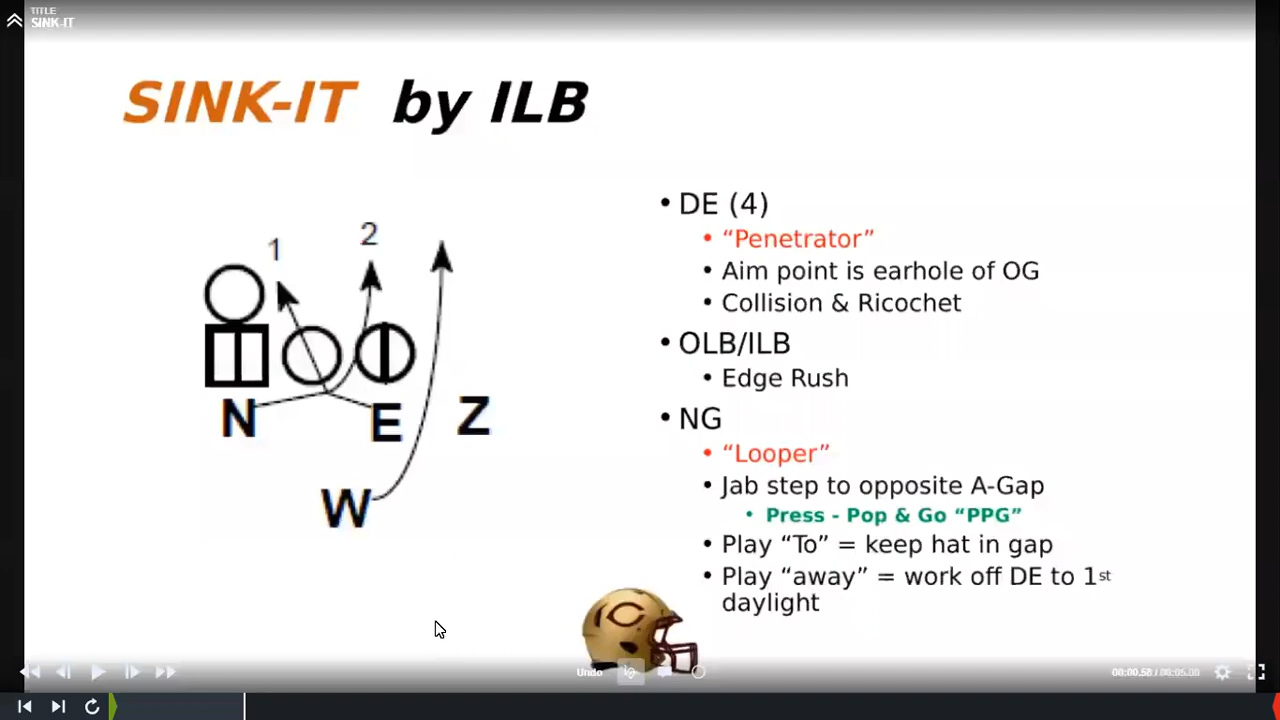 TITLE
SINK-IT
SINK-IT by ILB
• DE (4)
• “Penetrator”
• Aim point is earhole of OG
• Collision & Ricochet
• OLB/ILB
• Edge Rush
• NG
• “Looper”
• Jab step to opposite A-Gap
• Press - Pop & Go “PPG”
• Play “To” = keep hat in gap
• Play “away” = work off DE to 1st
daylight
1 2
N E Z
W
C
Undo